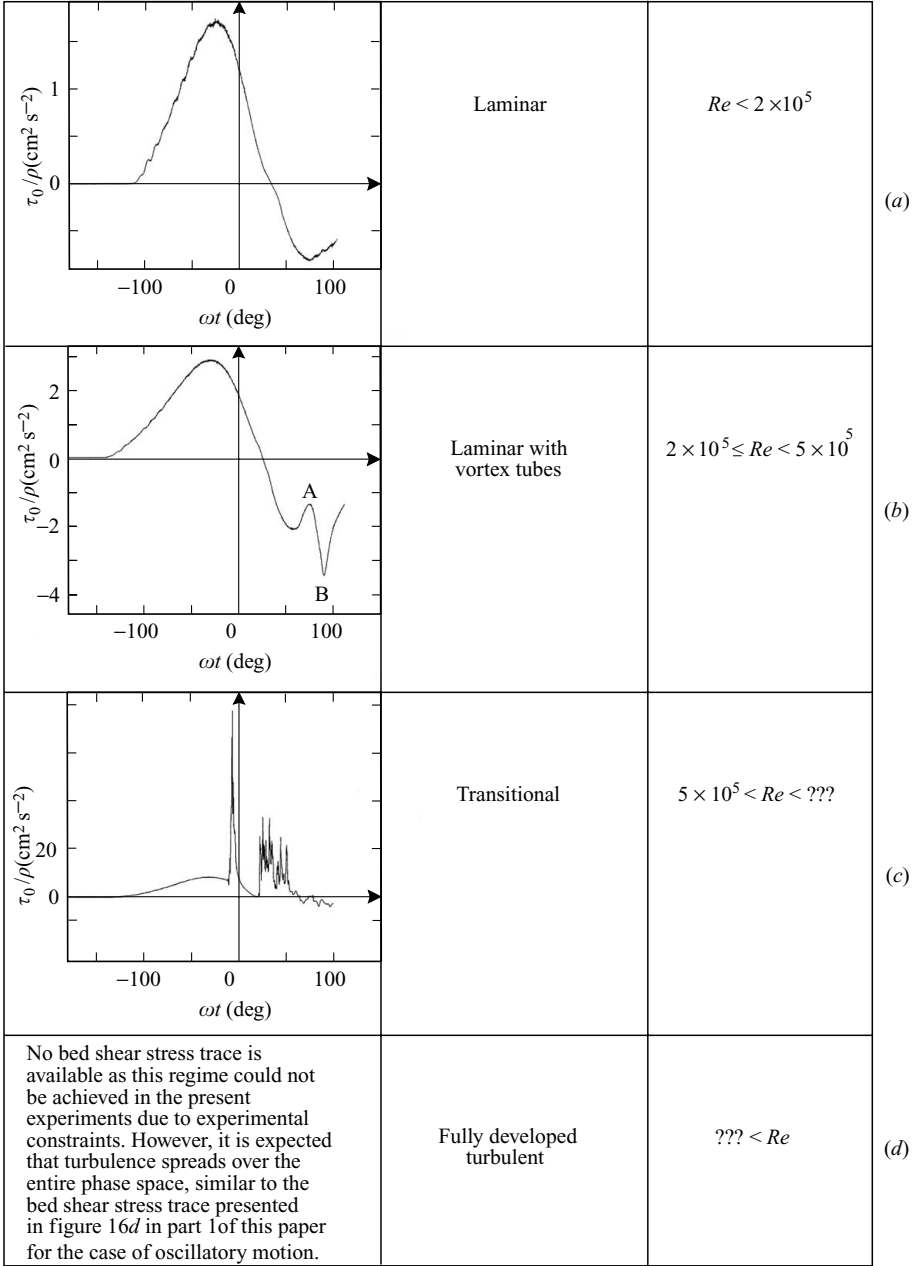 τ₀/ρ(cm² s⁻²)
1
0
−100
0
100
ωt (deg)
Laminar
Re < 2 ×10⁵
(a)
τ₀/ρ(cm² s⁻²)
2
0
−2
−4
A
B
−100
0
100
ωt (deg)
Laminar with
vortex tubes
2 × 10⁵ ≤ Re < 5 × 10⁵
(b)
τ₀/ρ(cm² s⁻²)
20
0
−100
0
100
ωt (deg)
Transitional
5 × 10⁵ < Re < ???
(c)
No bed shear stress trace is
available as this regime could not
be achieved in the present
experiments due to experimental
constraints. However, it is expected
that turbulence spreads over the
entire phase space, similar to the
bed shear stress trace presented
in figure 16d in part 1of this paper
for the case of oscillatory motion.
Fully developed
turbulent
??? < Re
(d)